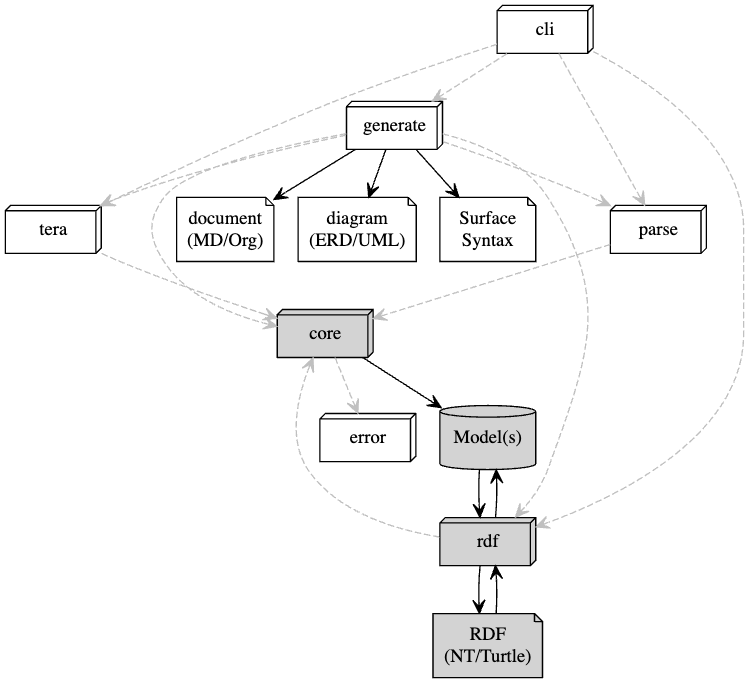 cli
generate
tera
document
(MD/Org)
diagram
(ERD/UML)
Surface
Syntax
parse
core
error
Model(s)
rdf
RDF
(NT/Turtle)